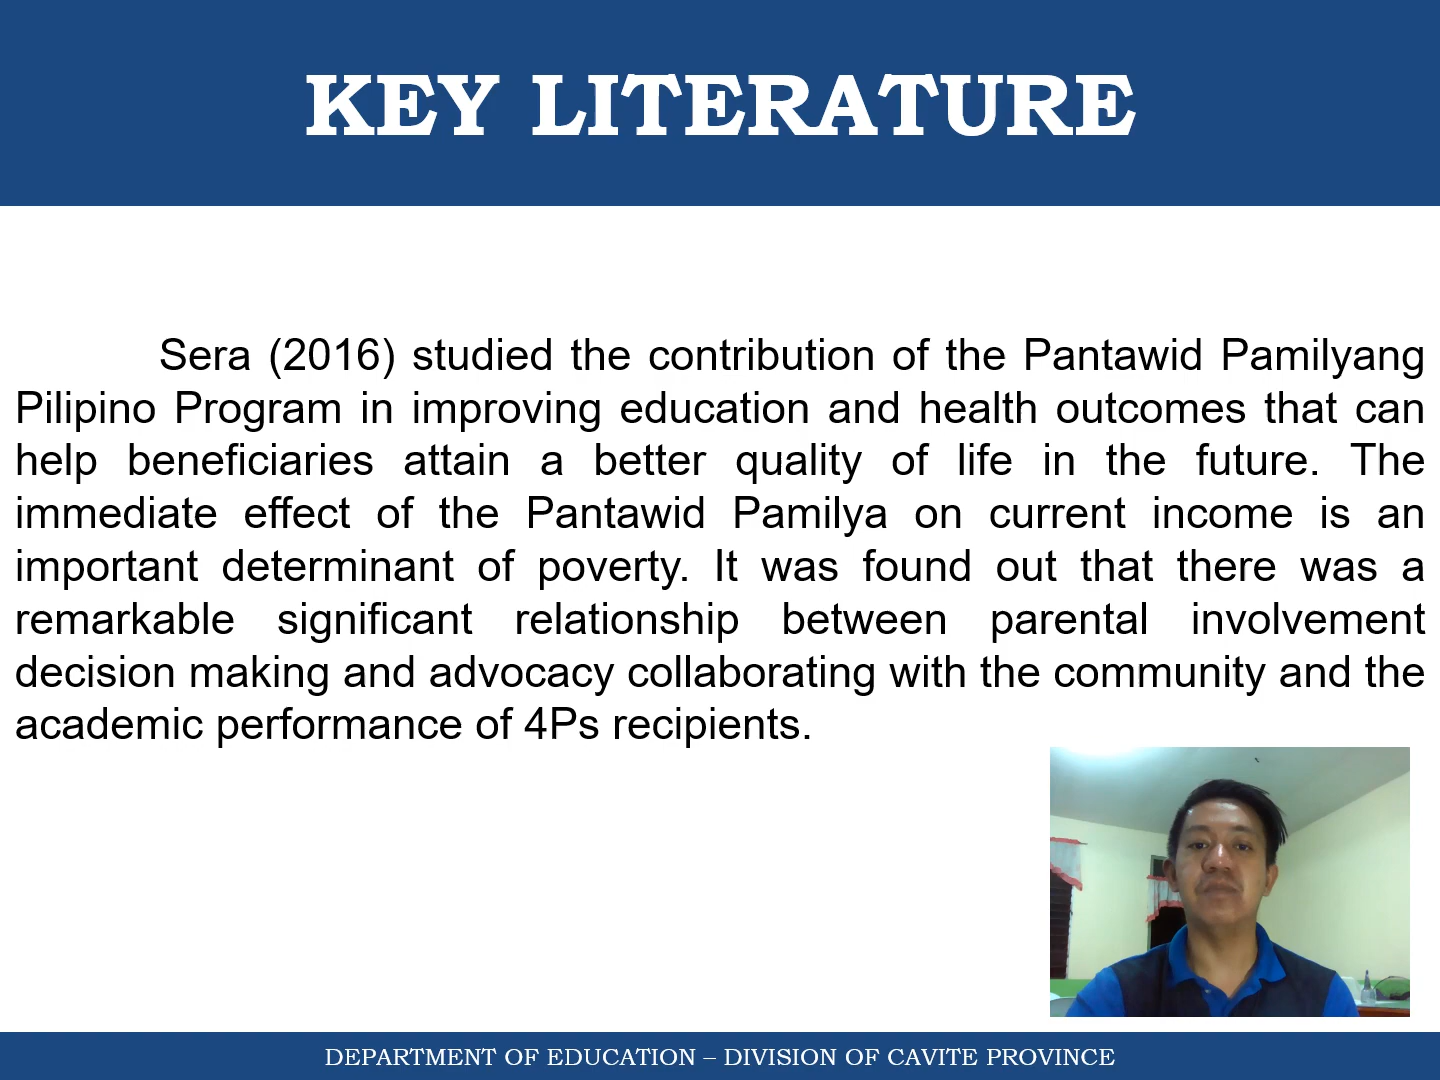 KEY LITERATURE
Sera (2016) studied the contribution of the Pantawid Pamilyang
Pilipino Program in improving education and health outcomes that can
help beneficiaries attain a better quality of life in the future. The
immediate effect of the Pantawid Pamilya on current income is an
important determinant of poverty. It was found out that there was a
remarkable significant relationship between parental involvement
decision making and advocacy collaborating with the community and the
academic performance of 4Ps recipients.
DEPARTMENT OF EDUCATION – DIVISION OF CAVITE PROVINCE